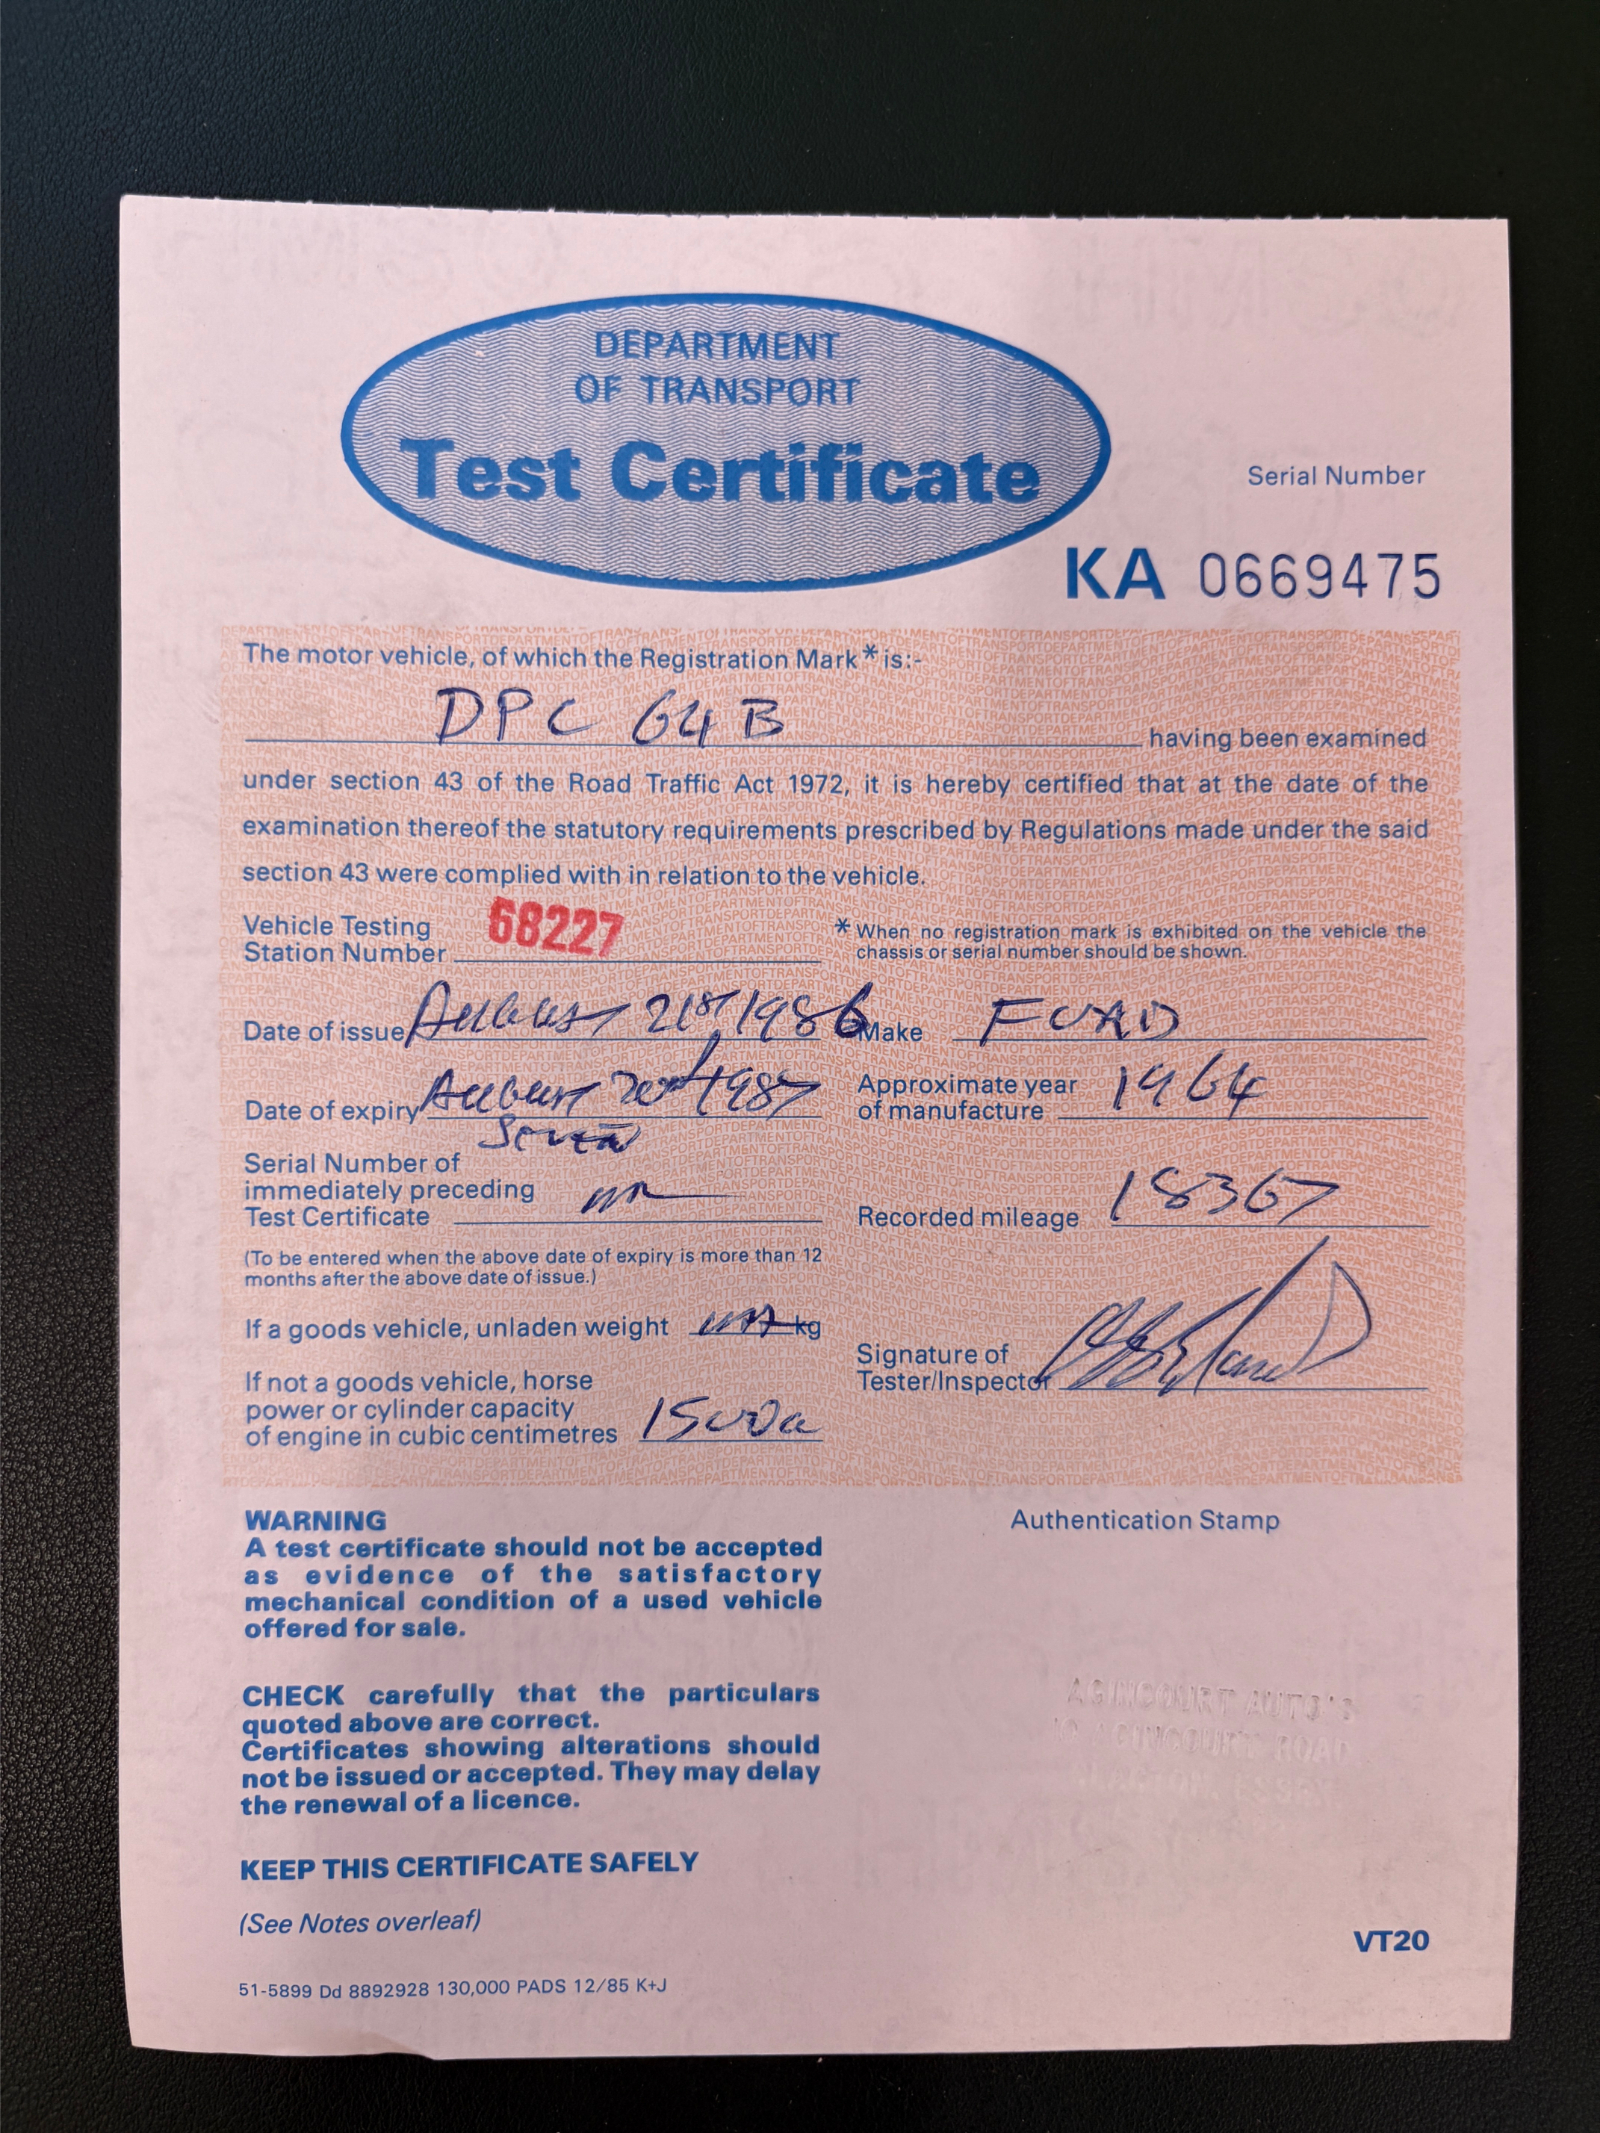 DEPARTMENT
OF TRANSPORT
Test Certificate
Serial Number
KA 0669475
The motor vehicle, of which the Registration Mark * is:-
DPC 64B having been examined
under section 43 of the Road Traffic Act 1972, it is hereby certified that at the date of the
examination thereof the statutory requirements prescribed by Regulations made under the said
section 43 were complied with in relation to the vehicle.
Vehicle Testing
Station Number 68227
* When no registration mark is exhibited on the vehicle the
chassis or serial number should be shown.
Date of issue August 21st 1986
Make FORD
Date of expiry August 20th 1987
Seven
Approximate year
of manufacture 1964
Serial Number of
immediately preceding
Test Certificate
Recorded mileage 18367
(To be entered when the above date of expiry is more than 12
months after the above date of issue.)
If a goods vehicle, unladen weight kg
Signature of
Tester/Inspector
If not a goods vehicle, horse
power or cylinder capacity
of engine in cubic centimetres 1500cc
WARNING
A test certificate should not be accepted
as evidence of the satisfactory
mechanical condition of a used vehicle
offered for sale.
Authentication Stamp
CHECK carefully that the particulars
quoted above are correct.
Certificates showing alterations should
not be issued or accepted. They may delay
the renewal of a licence.
AGINCOURT AUTO'S
AGINCOURT ROAD
KEEP THIS CERTIFICATE SAFELY
(See Notes overleaf)
VT20
51-5899 Dd 8892928 130,000 PADS 12/85 K+J